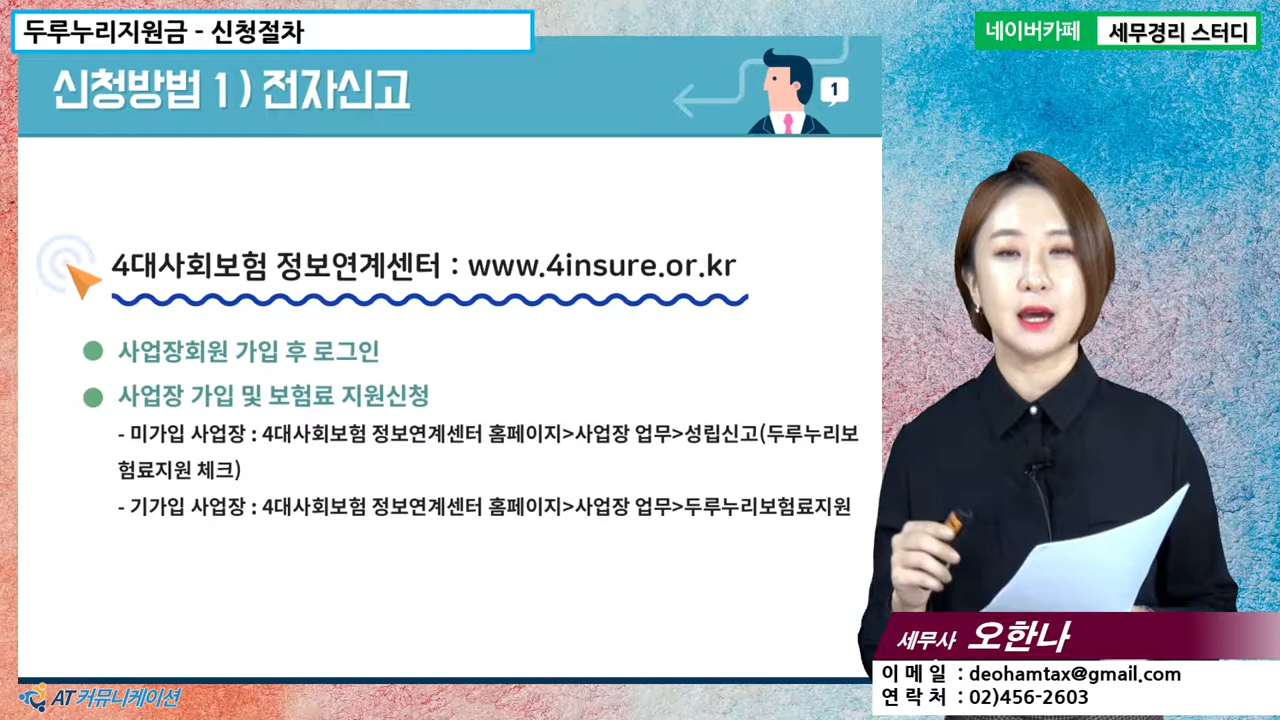 두루누리지원금 - 신청절차
네이버카페 세무경리 스터디
신청방법 1) 전자신고
1
4대사회보험 정보연계센터 : www.4insure.or.kr
사업장회원 가입 후 로그인
사업장 가입 및 보험료 지원신청
- 미가입 사업장 : 4대사회보험 정보연계센터 홈페이지>사업장 업무>성립신고(두루누리보
험료지원 체크)
- 기가입 사업장 : 4대사회보험 정보연계센터 홈페이지>사업장 업무>두루누리보험료지원
세무사 오한나
이 메 일 : deohamtax@gmail.com
연 락 처 : 02)456-2603
AT커뮤니케이션